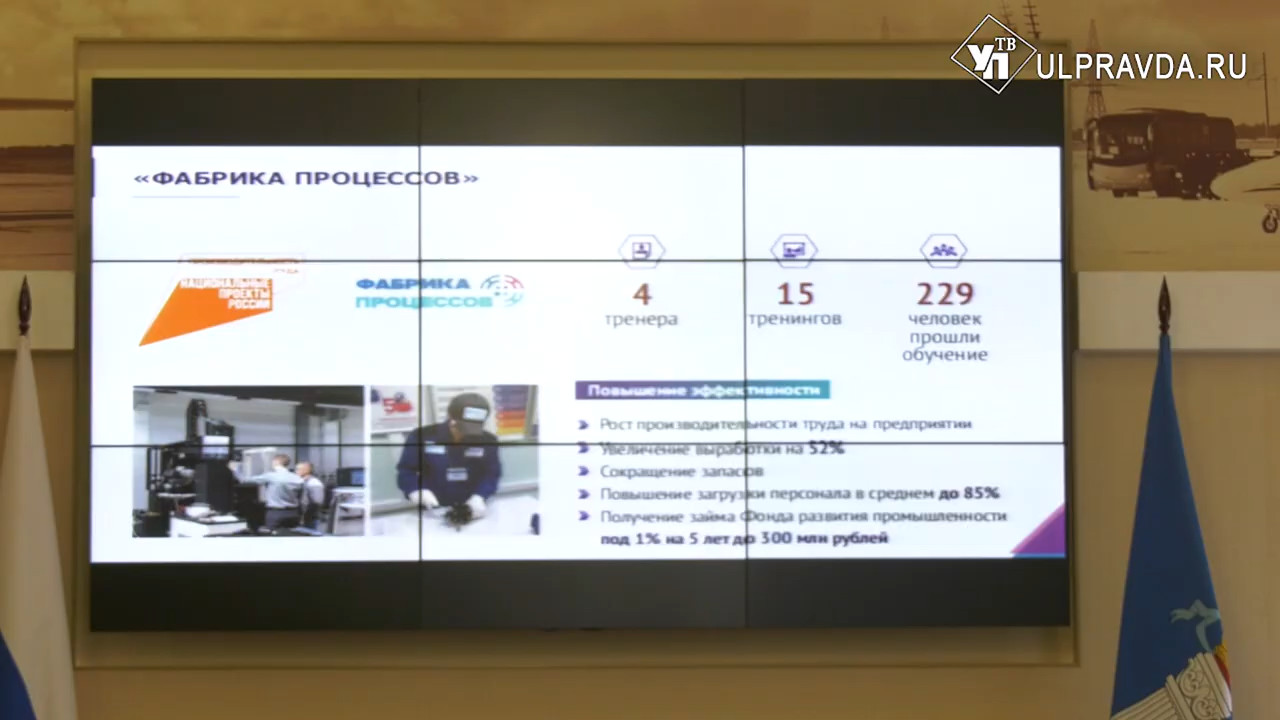 УП ТВ ULPRAVDA.RU
«ФАБРИКА ПРОЦЕССОВ»
НАЦИОНАЛЬНЫЕ
ПРОЕКТЫ
РОССИИ
ФАБРИКА
ПРОЦЕССОВ
4
тренера
15
тренингов
229
человек
прошли
обучение
Повышение эффективности
Рост производительности труда на предприятии
Увеличение выработки на 52%
Сокращение запасов
Повышение загрузки персонала в среднем до 85%
Получение займа Фонда развития промышленности
под 1% на 5 лет до 300 млн рублей